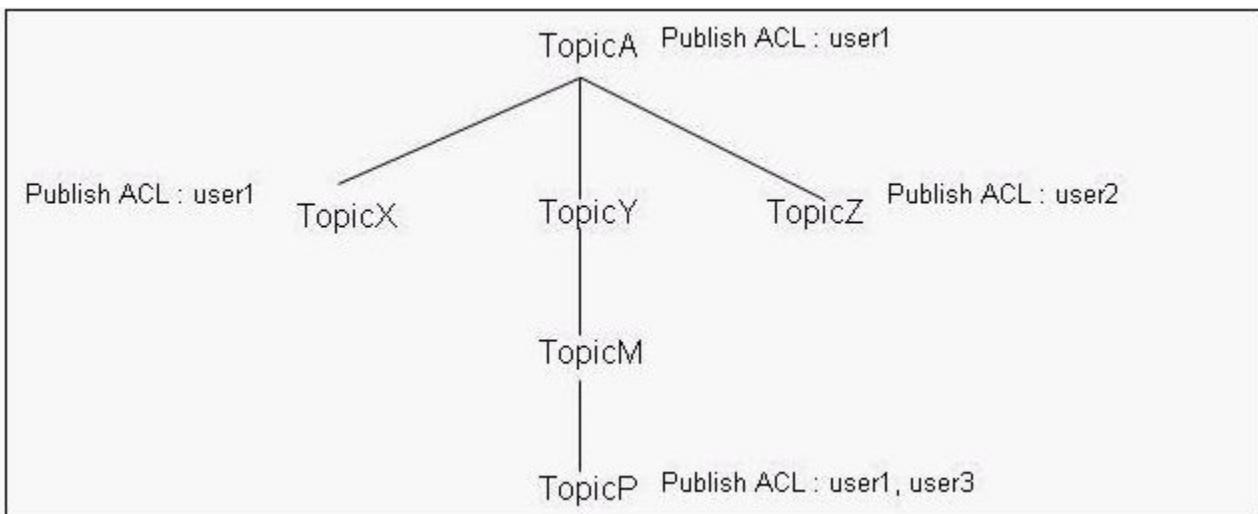 TopicA Publish ACL : user1
Publish ACL : user1 TopicX TopicY TopicZ Publish ACL : user2
TopicM
TopicP Publish ACL : user1, user3